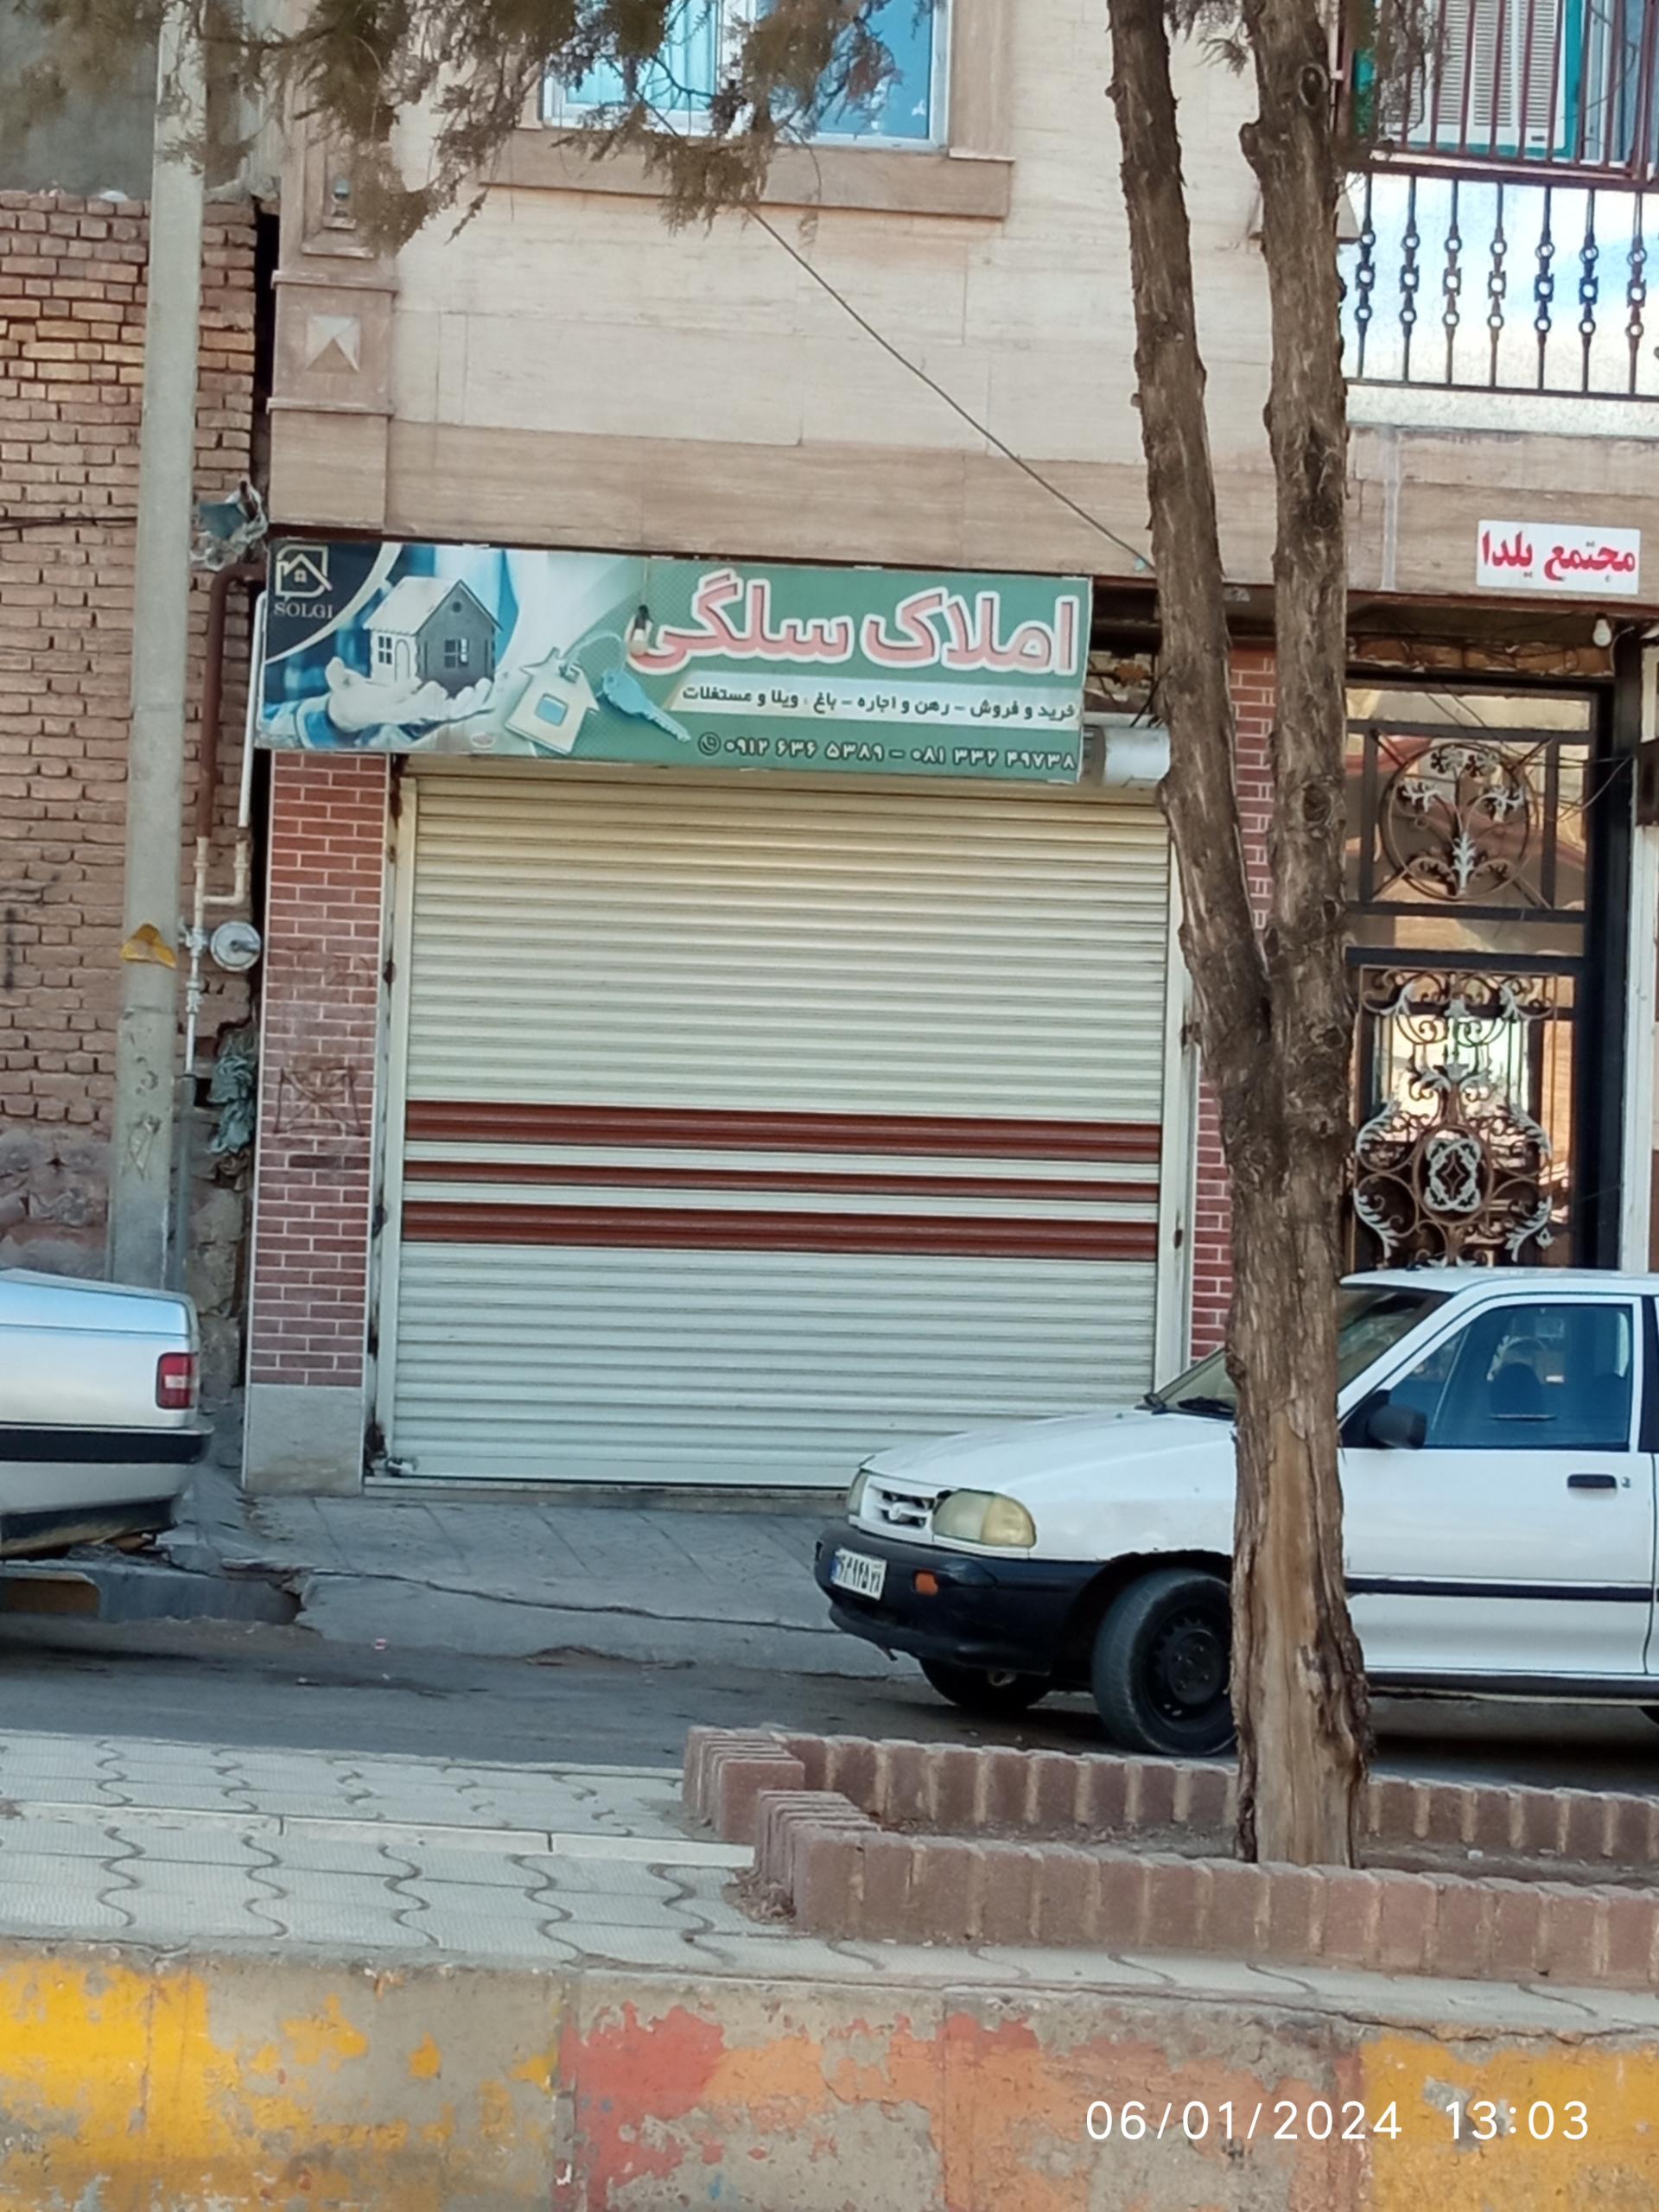 SOLGI
املاک سلگی
خرید و فروش - رهن و اجاره - باغ ، ویلا و مستغلات
۰۹۱۲ ۶۳۶ ۵۳۸۹ - ۰۸۱ ۳۳۲ ۴۹۷۳۸
مجتمع یلدا
06/01/2024 13:03